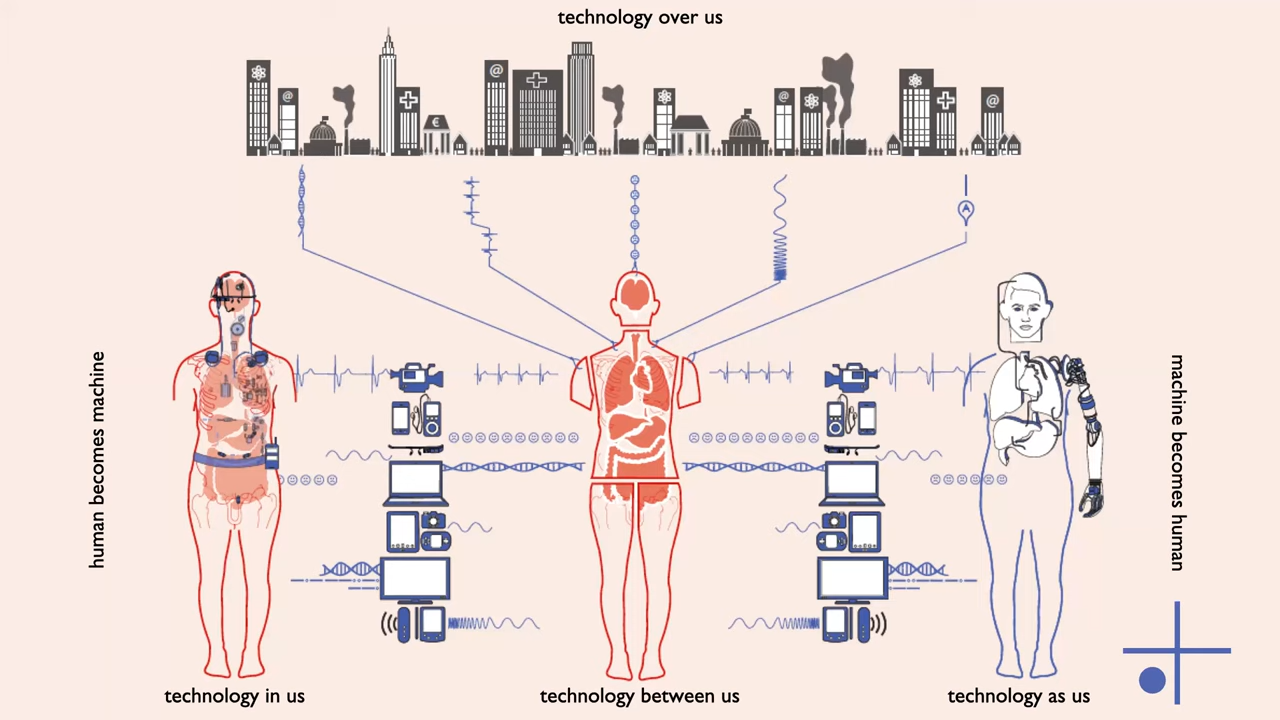 technology over us
@
@
€
@
@
@
A
human becomes machine
machine becomes human
technology in us
technology between us
technology as us